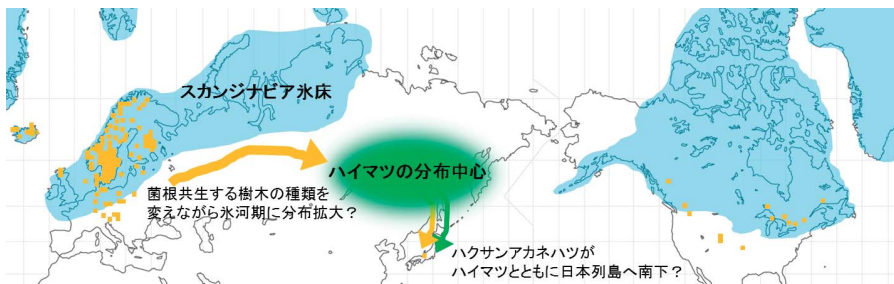 スカンジナビア氷床
ハイマツの分布中心
菌根共生する樹木の種類を
変えながら氷河期に分布拡大？
ハクサンアカネハツが
ハイマツとともに日本列島へ南下？